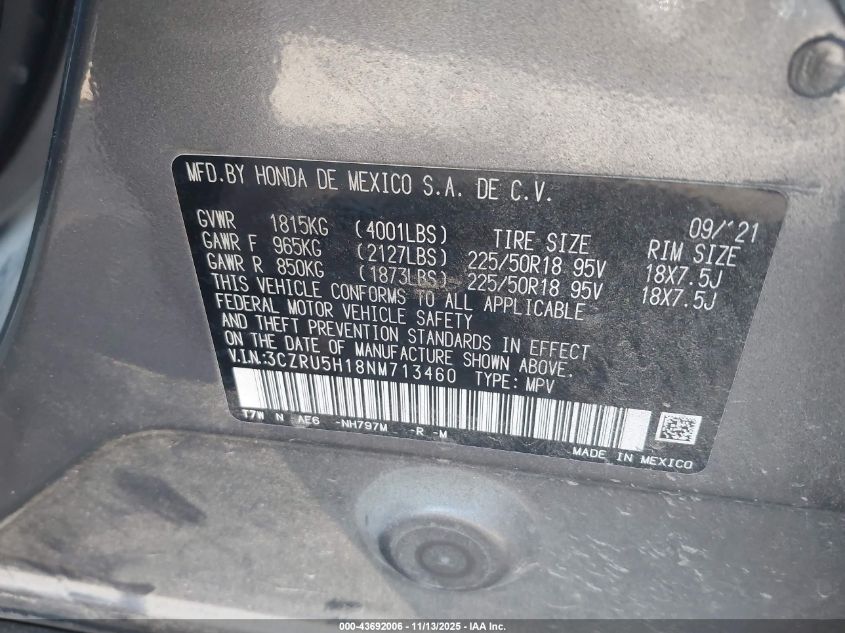 MFD.BY HONDA DE MEXICO S.A. DE C.V.
09/'21
GVWR 1815KG (4001LBS) TIRE SIZE RIM SIZE
GAWR F 965KG (2127LBS) 225/50R18 95V 18X7.5J
GAWR R 850KG (1873LBS) 225/50R18 95V 18X7.5J
THIS VEHICLE CONFORMS TO ALL APPLICABLE
FEDERAL MOTOR VEHICLE SAFETY
AND THEFT PREVENTION STANDARDS IN EFFECT
ON THE DATE OF MANUFACTURE SHOWN ABOVE.
V.I.N:3CZRU5H18NM713460 TYPE: MPV
T7W N AE6 -NH797M -R -M
MADE IN MEXICO
000-43692006 - 11/13/2025 - IAA Inc.